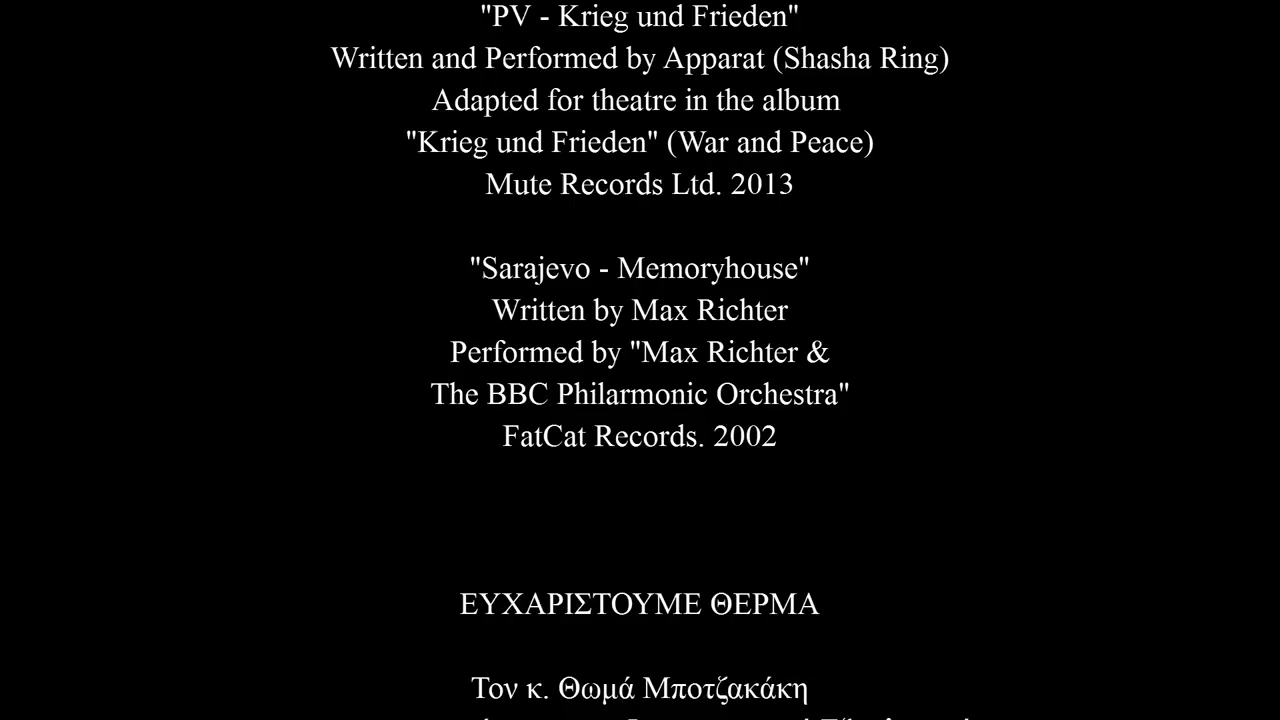 "PV - Krieg und Frieden"
Written and Performed by Apparat (Shasha Ring)
Adapted for theatre in the album
"Krieg und Frieden" (War and Peace)
Mute Records Ltd. 2013
"Sarajevo - Memoryhouse"
Written by Max Richter
Performed by "Max Richter &
The BBC Philarmonic Orchestra"
FatCat Records. 2002
ΕΥΧΑΡΙΣΤΟΥΜΕ ΘΕΡΜΑ
Τον κ. Θωμά Μποτζακάκη